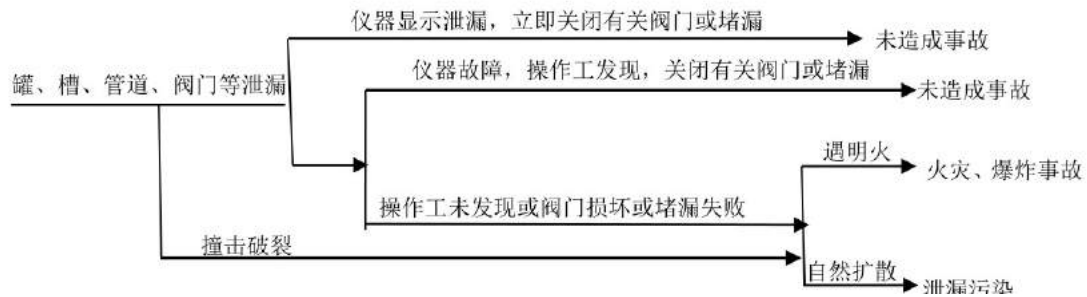 仪器显示泄漏，立即关闭有关阀门或堵漏
未造成事故
仪器故障，操作工发现，关闭有关阀门或堵漏
罐、槽、管道、阀门等泄漏
未造成事故
遇明火
火灾、爆炸事故
操作工未发现或阀门损坏或堵漏失败
撞击破裂
自然扩散
泄漏污染